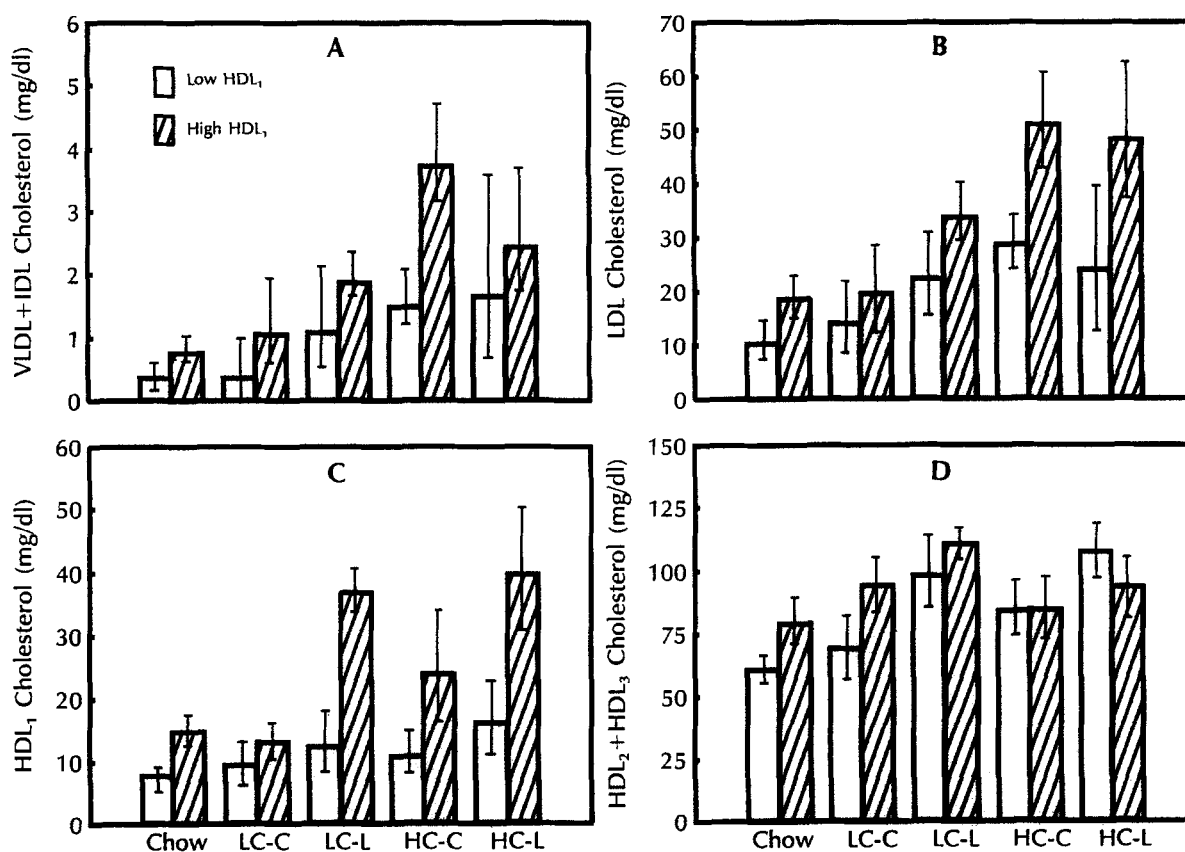 A
VLDL+IDL Cholesterol (mg/dl)
6
5
4
3
2
1
0
Low HDL₁
High HDL₁
B
LDL Cholesterol (mg/dl)
70
60
50
40
30
20
10
0
C
HDL₁ Cholesterol (mg/dl)
60
50
40
30
20
10
0
Chow LC-C LC-L HC-C HC-L
D
HDL₂+HDL₃ Cholesterol (mg/dl)
150
125
100
75
50
25
0
Chow LC-C LC-L HC-C HC-L